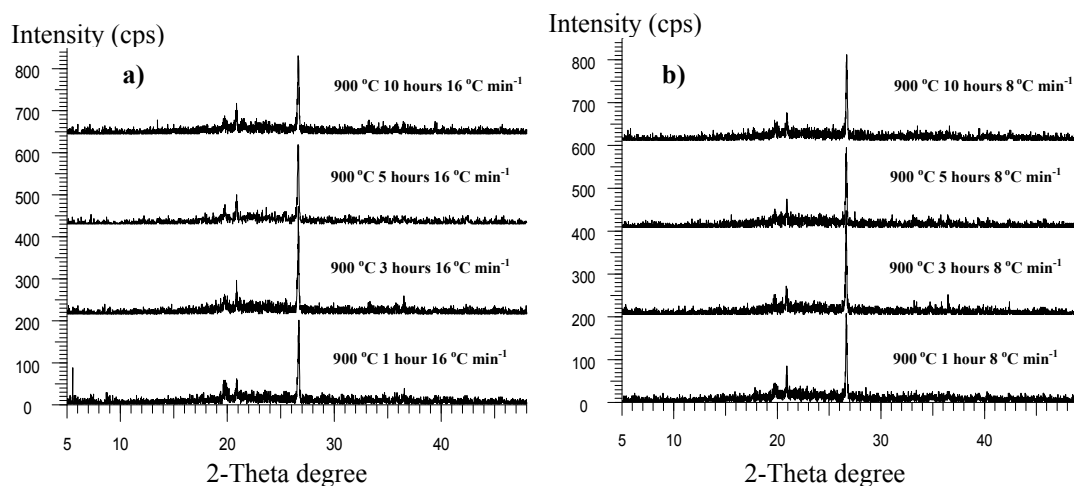 Intensity (cps)
a)
800
700
600
500
400
300
200
100
0
900 °C 10 hours 16 °C min⁻¹
900 °C 5 hours 16 °C min⁻¹
900 °C 3 hours 16 °C min⁻¹
900 °C 1 hour 16 °C min⁻¹
5 10 20 30 40
2-Theta degree
Intensity (cps)
b)
800
700
600
500
400
300
200
100
0
900 °C 10 hours 8 °C min⁻¹
900 °C 5 hours 8 °C min⁻¹
900 °C 3 hours 8 °C min⁻¹
900 °C 1 hour 8 °C min⁻¹
5 10 20 30 40
2-Theta degree